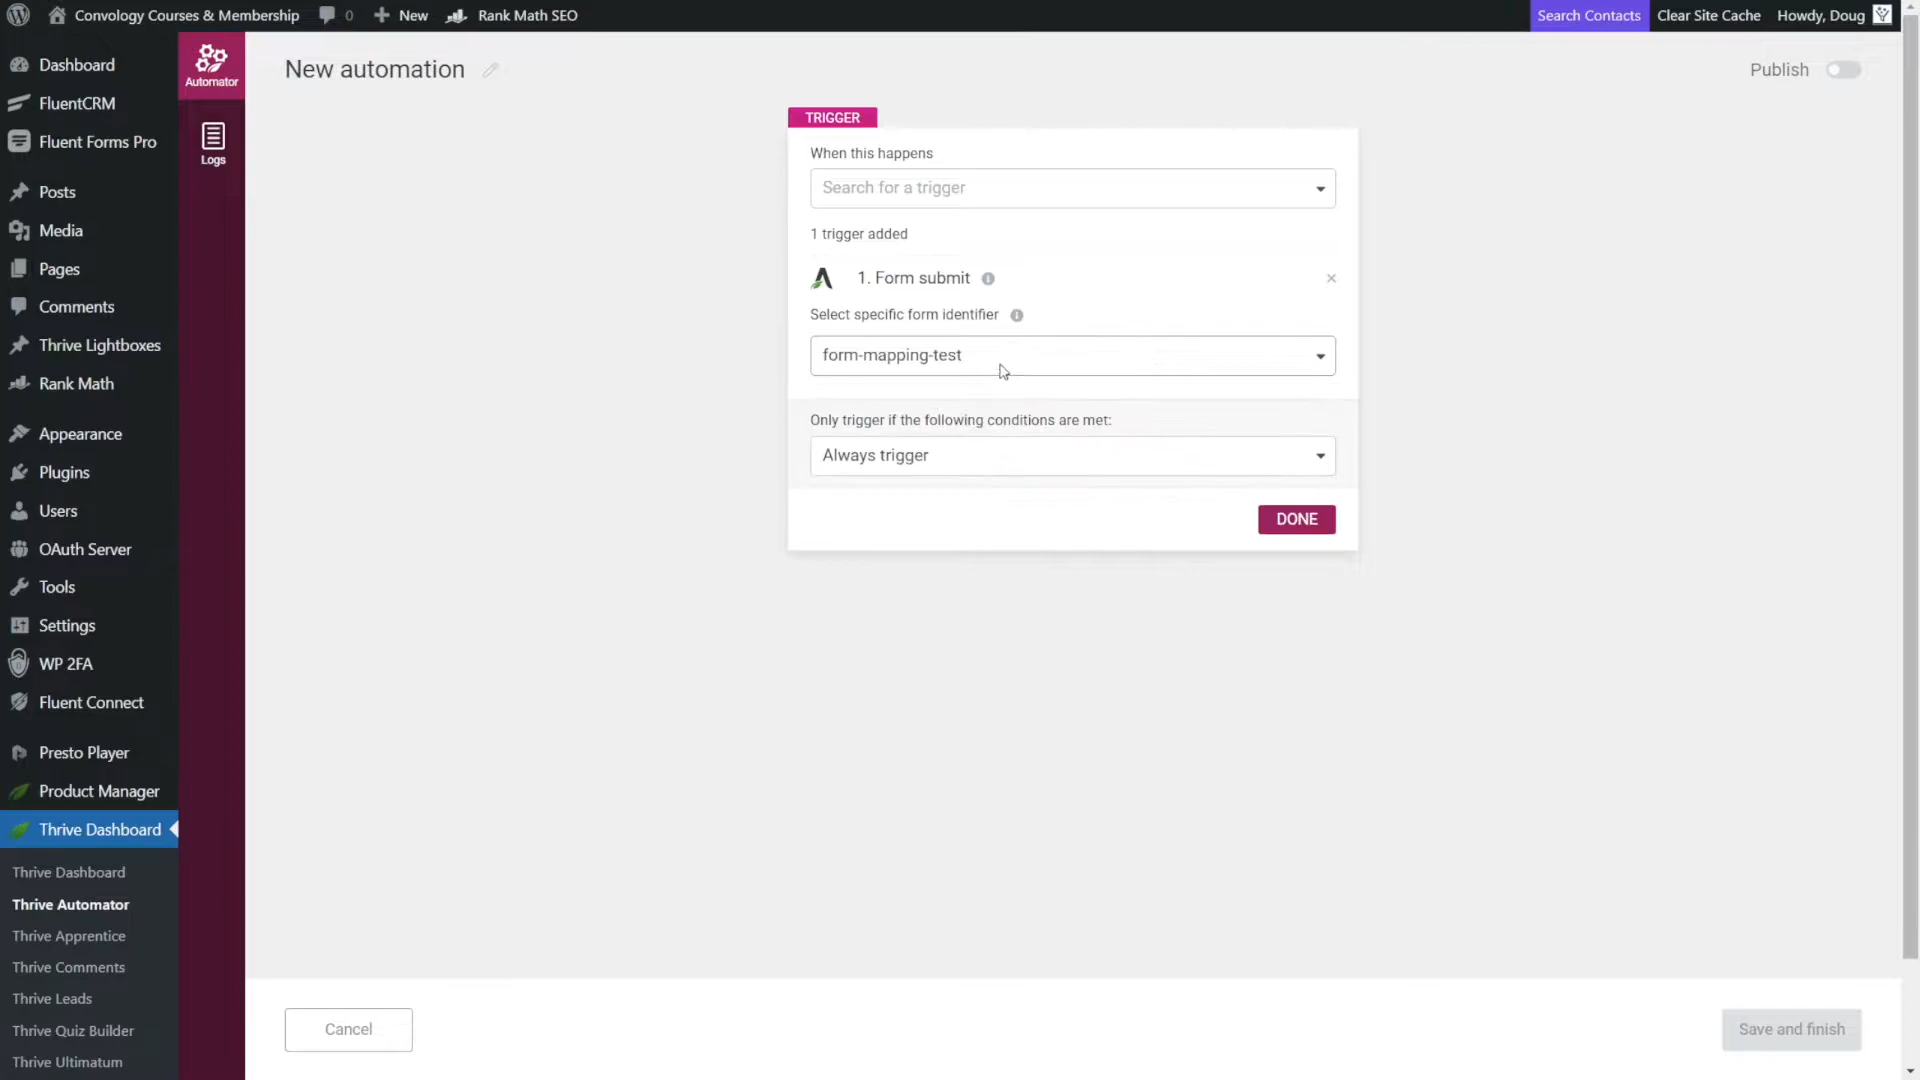 Convology Courses & Membership
0
New
Rank Math SEO
Search Contacts
Clear Site Cache
Howdy, Doug
Dashboard
FluentCRM
Fluent Forms Pro
Posts
Media
Pages
Comments
Thrive Lightboxes
Rank Math
Appearance
Plugins
Users
OAuth Server
Tools
Settings
WP 2FA
Fluent Connect
Presto Player
Product Manager
Thrive Dashboard
Thrive Dashboard
Thrive Automator
Thrive Apprentice
Thrive Comments
Thrive Leads
Thrive Quiz Builder
Thrive Ultimatum
Automator
Logs
New automation
Publish
TRIGGER
When this happens
Search for a trigger
1 trigger added
1. Form submit
Select specific form identifier
form-mapping-test
Only trigger if the following conditions are met:
Always trigger
DONE
Cancel
Save and finish